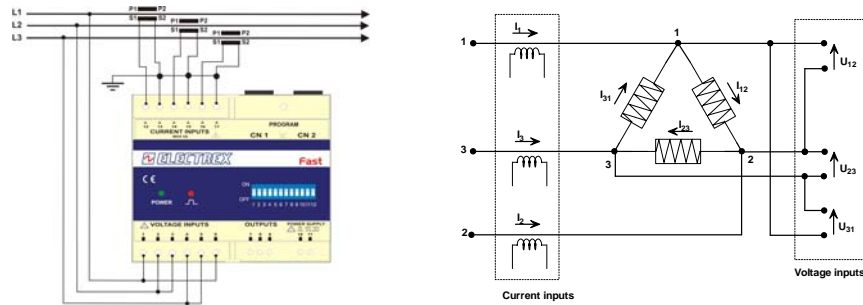 L1
L2
L3
P1 P2
S1 S2
P1 P2
S1 S2
P1 P2
S1 S2
CURRENT INPUTS
PROGRAM
CN 1 CN 2
ELECTREX
Fast
CE
POWER
ON
OFF
1 2 3 4 5 6 7 8 9 10 11 12
VOLTAGE INPUTS
OUTPUTS
POWER SUPPLY
1 I1 1
U12
I31 I12
3 I3 I23
3 2
U23
2 I2
U31
Current inputs
Voltage inputs